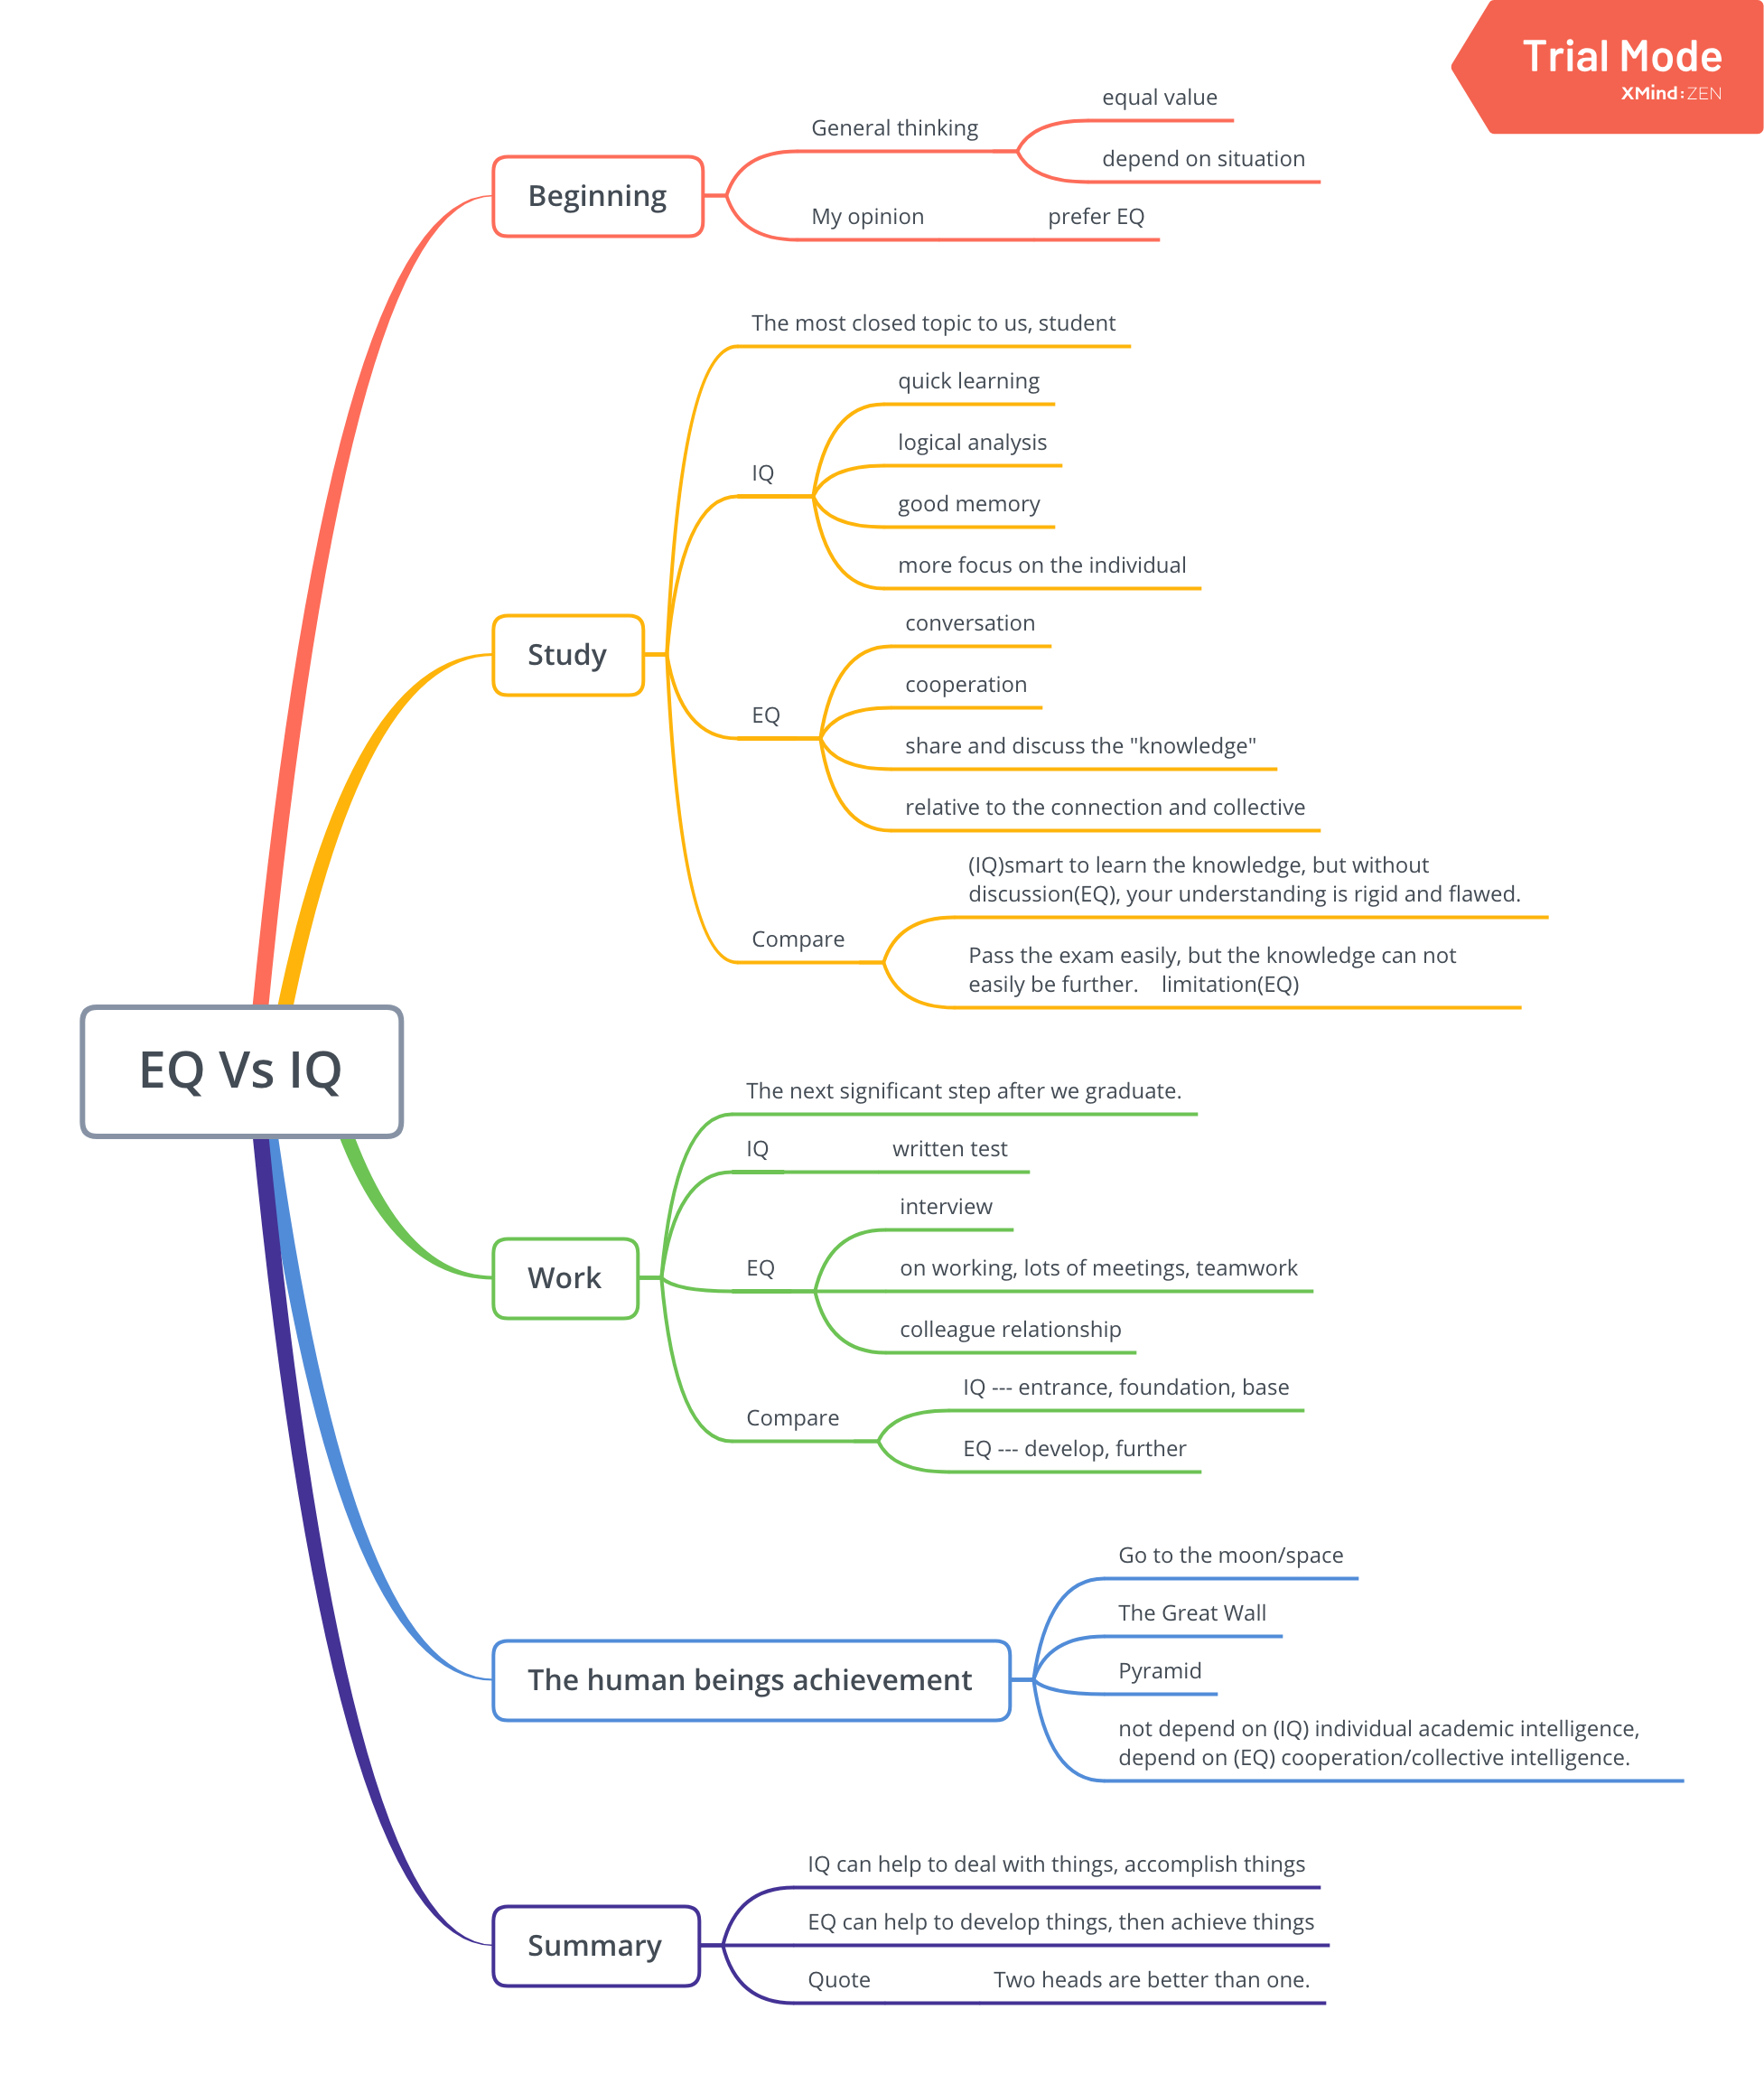 Trial Mode
XMind:ZEN
EQ Vs IQ
Beginning
General thinking
equal value
depend on situation
My opinion
prefer EQ
Study
The most closed topic to us, student
IQ
quick learning
logical analysis
good memory
more focus on the individual
EQ
conversation
cooperation
share and discuss the "knowledge"
relative to the connection and collective
Compare
(IQ)smart to learn the knowledge, but without
discussion(EQ), your understanding is rigid and flawed.
Pass the exam easily, but the knowledge can not
easily be further.    limitation(EQ)
Work
The next significant step after we graduate.
IQ
written test
EQ
interview
on working, lots of meetings, teamwork
colleague relationship
Compare
IQ --- entrance, foundation, base
EQ --- develop, further
The human beings achievement
Go to the moon/space
The Great Wall
Pyramid
not depend on (IQ) individual academic intelligence,
depend on (EQ) cooperation/collective intelligence.
Summary
IQ can help to deal with things, accomplish things
EQ can help to develop things, then achieve things
Quote
Two heads are better than one.